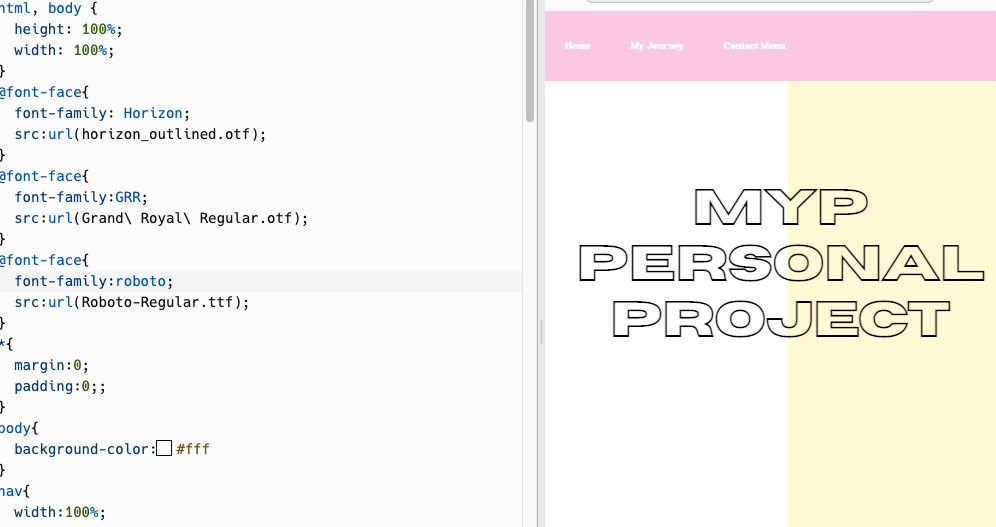 html, body {
height: 100%;
width: 100%;
}
@font-face{
font-family: Horizon;
src:url(horizon_outlined.otf);
}
@font-face{
font-family:GRR;
src:url(Grand\ Royal\ Regular.otf);
}
@font-face{
font-family:roboto;
src:url(Roboto-Regular.ttf);
}
*{
margin:0;
padding:0;;
}
body{
background-color: #fff
}
nav{
width:100%;
Home My Journey Contact Menu
MYP
PERSONAL
PROJECT